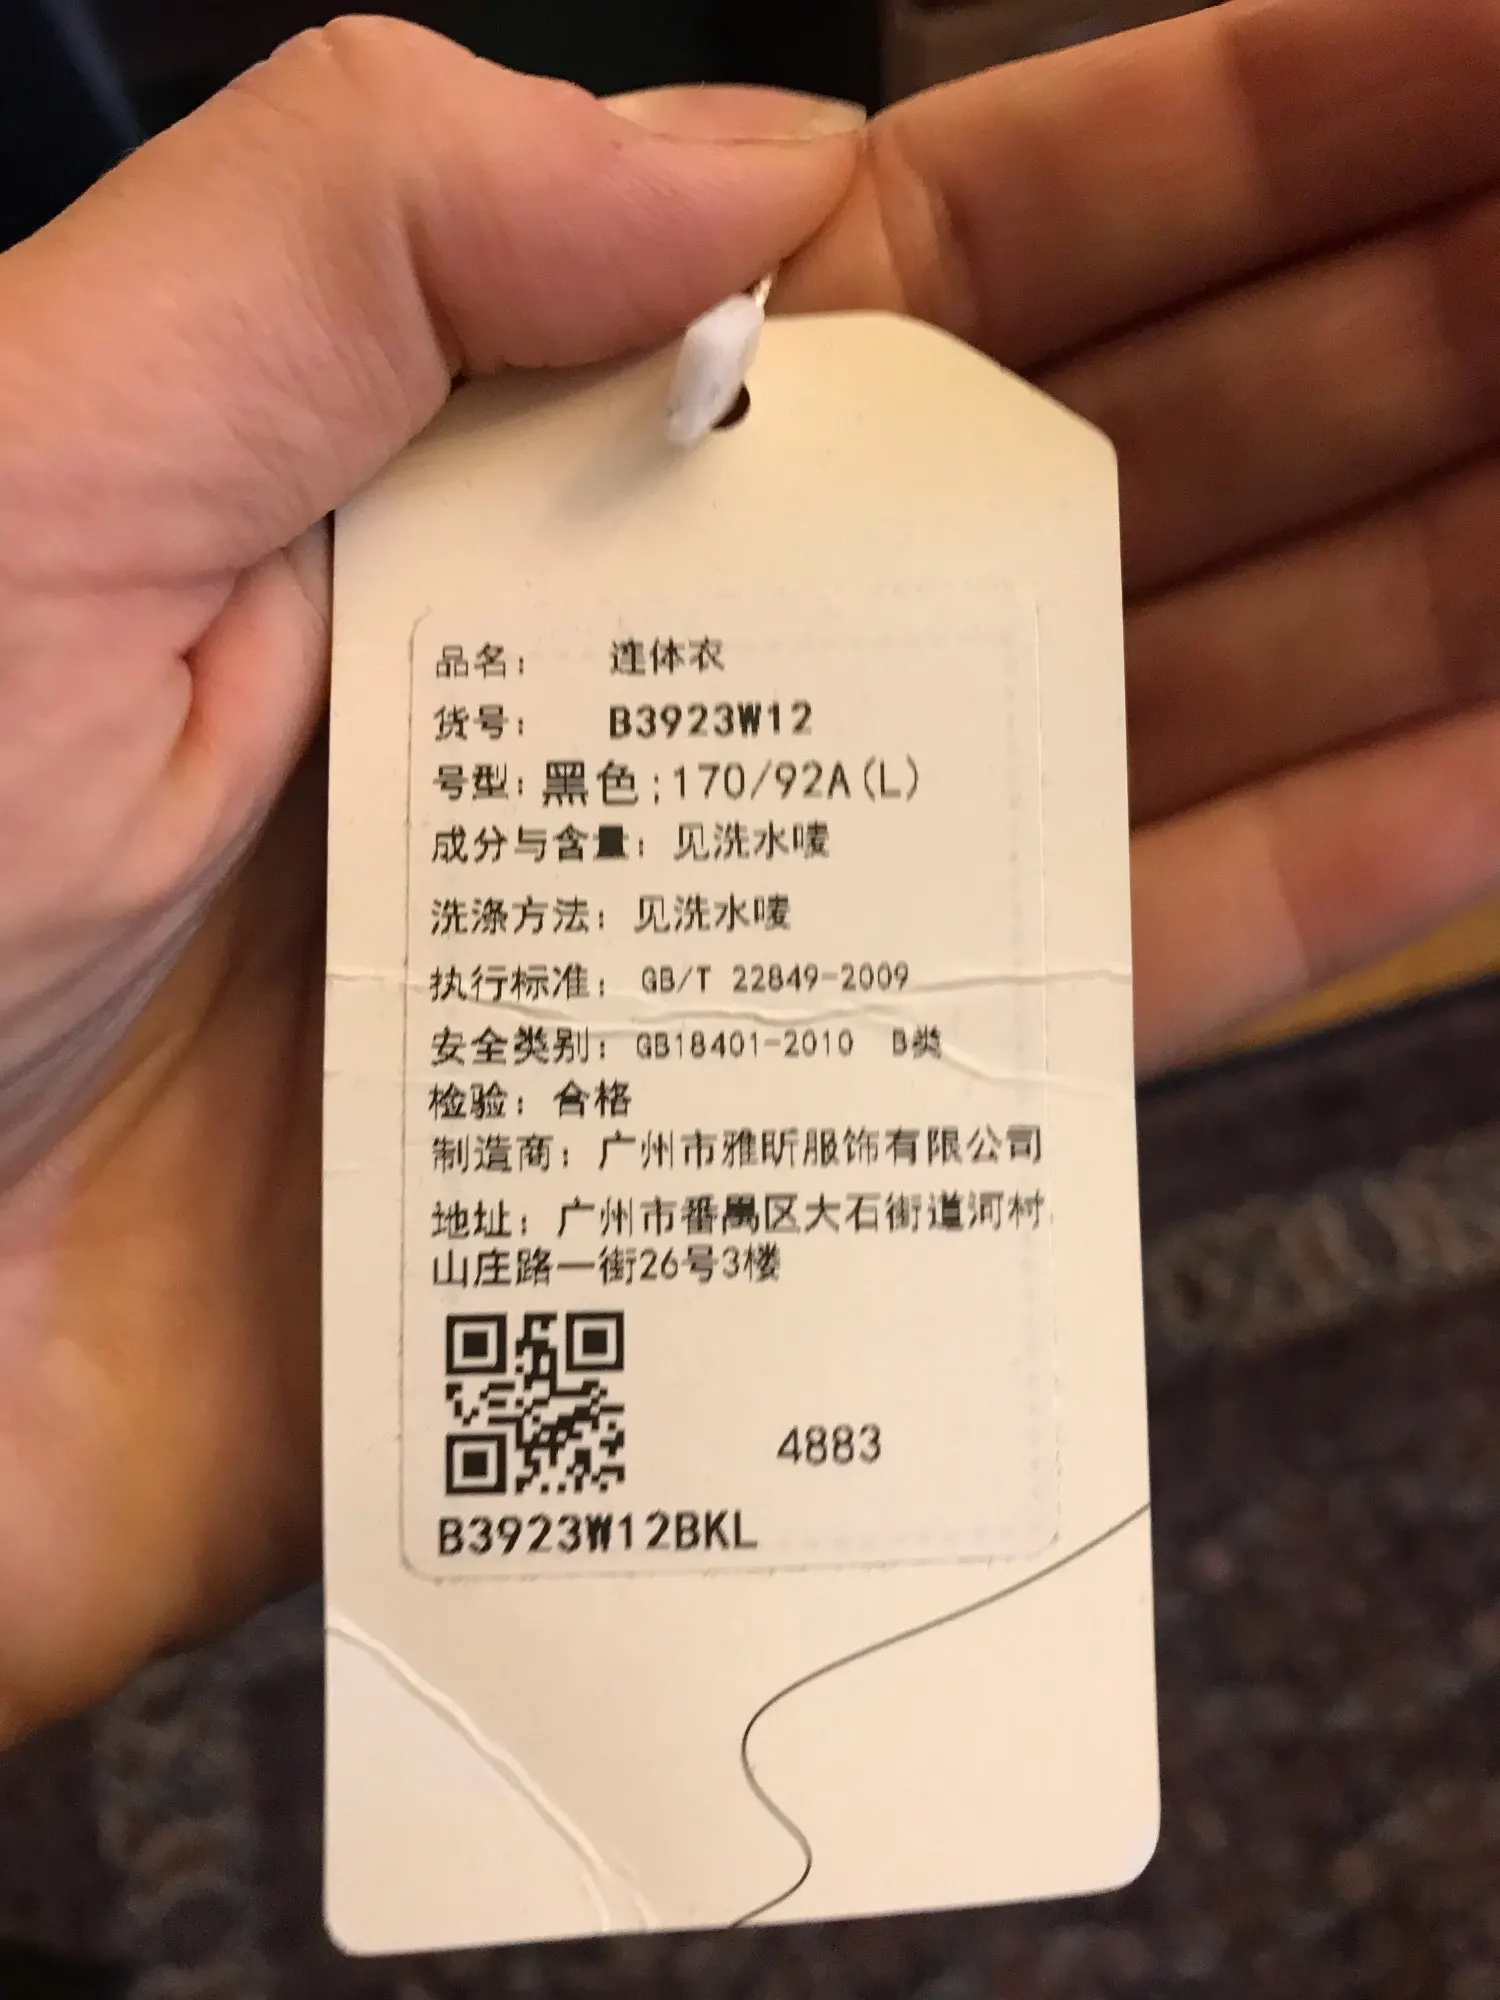 品名： 连体衣
货号： B3923W12
号型：黑色;170/92A(L)
成分与含量：见洗水唛
洗涤方法：见洗水唛
执行标准：GB/T 22849-2009
安全类别：GB18401-2010 B类
检验：合格
制造商：广州市雅昕服饰有限公司
地址：广州市番禺区大石街道河村
山庄路一街26号3楼
4883
B3923W12BKL